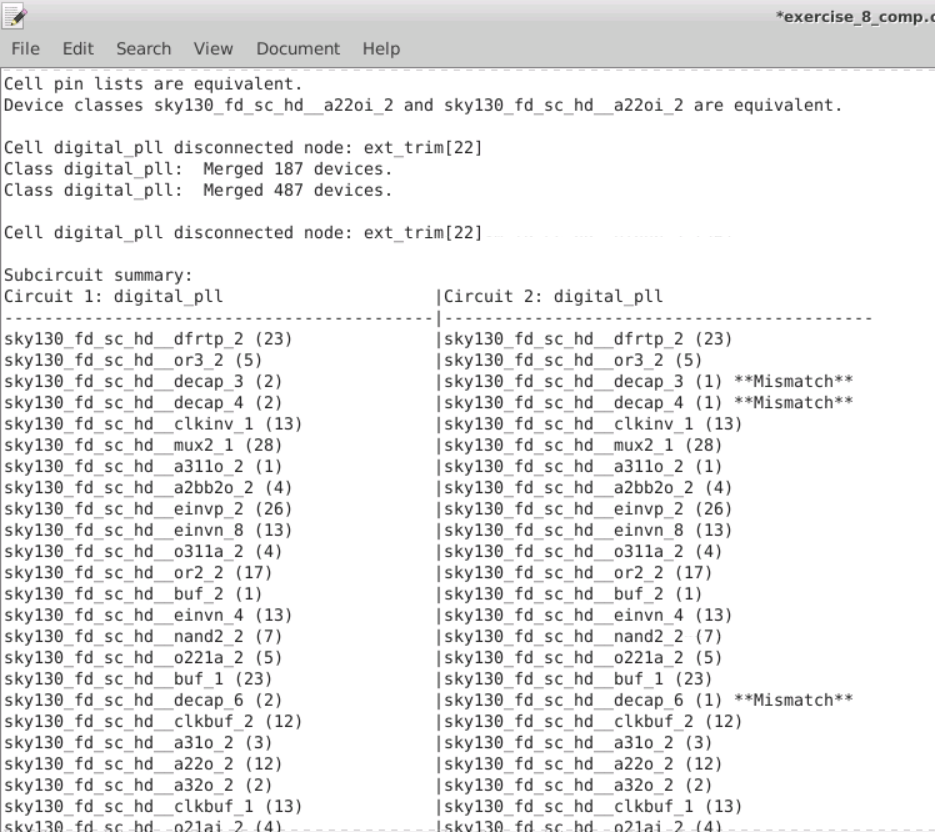 *exercise_8_comp.
File Edit Search View Document Help
Cell pin lists are equivalent.
Device classes sky130_fd_sc_hd__a22oi_2 and sky130_fd_sc_hd__a22oi_2 are equivalent.
Cell digital_pll disconnected node: ext_trim[22]
Class digital_pll:  Merged 187 devices.
Class digital_pll:  Merged 487 devices.
Cell digital_pll disconnected node: ext_trim[22]
Subcircuit summary:
Circuit 1: digital_pll |Circuit 2: digital_pll
-------------------------------------------|-------------------------------------------
sky130_fd_sc_hd__dfrtp_2 (23) |sky130_fd_sc_hd__dfrtp_2 (23)
sky130_fd_sc_hd__or3_2 (5) |sky130_fd_sc_hd__or3_2 (5)
sky130_fd_sc_hd__decap_3 (2) |sky130_fd_sc_hd__decap_3 (1) **Mismatch**
sky130_fd_sc_hd__decap_4 (2) |sky130_fd_sc_hd__decap_4 (1) **Mismatch**
sky130_fd_sc_hd__clkinv_1 (13) |sky130_fd_sc_hd__clkinv_1 (13)
sky130_fd_sc_hd__mux2_1 (28) |sky130_fd_sc_hd__mux2_1 (28)
sky130_fd_sc_hd__a311o_2 (1) |sky130_fd_sc_hd__a311o_2 (1)
sky130_fd_sc_hd__a2bb2o_2 (4) |sky130_fd_sc_hd__a2bb2o_2 (4)
sky130_fd_sc_hd__einvp_2 (26) |sky130_fd_sc_hd__einvp_2 (26)
sky130_fd_sc_hd__einvn_8 (13) |sky130_fd_sc_hd__einvn_8 (13)
sky130_fd_sc_hd__o311a_2 (4) |sky130_fd_sc_hd__o311a_2 (4)
sky130_fd_sc_hd__or2_2 (17) |sky130_fd_sc_hd__or2_2 (17)
sky130_fd_sc_hd__buf_2 (1) |sky130_fd_sc_hd__buf_2 (1)
sky130_fd_sc_hd__einvn_4 (13) |sky130_fd_sc_hd__einvn_4 (13)
sky130_fd_sc_hd__nand2_2 (7) |sky130_fd_sc_hd__nand2_2 (7)
sky130_fd_sc_hd__o221a_2 (5) |sky130_fd_sc_hd__o221a_2 (5)
sky130_fd_sc_hd__buf_1 (23) |sky130_fd_sc_hd__buf_1 (23)
sky130_fd_sc_hd__decap_6 (2) |sky130_fd_sc_hd__decap_6 (1) **Mismatch**
sky130_fd_sc_hd__clkbuf_2 (12) |sky130_fd_sc_hd__clkbuf_2 (12)
sky130_fd_sc_hd__a31o_2 (3) |sky130_fd_sc_hd__a31o_2 (3)
sky130_fd_sc_hd__a22o_2 (12) |sky130_fd_sc_hd__a22o_2 (12)
sky130_fd_sc_hd__a32o_2 (2) |sky130_fd_sc_hd__a32o_2 (2)
sky130_fd_sc_hd__clkbuf_1 (13) |sky130_fd_sc_hd__clkbuf_1 (13)
sky130_fd_sc_hd__o21ai_2 (4) |sky130_fd_sc_hd__o21ai_2 (4)